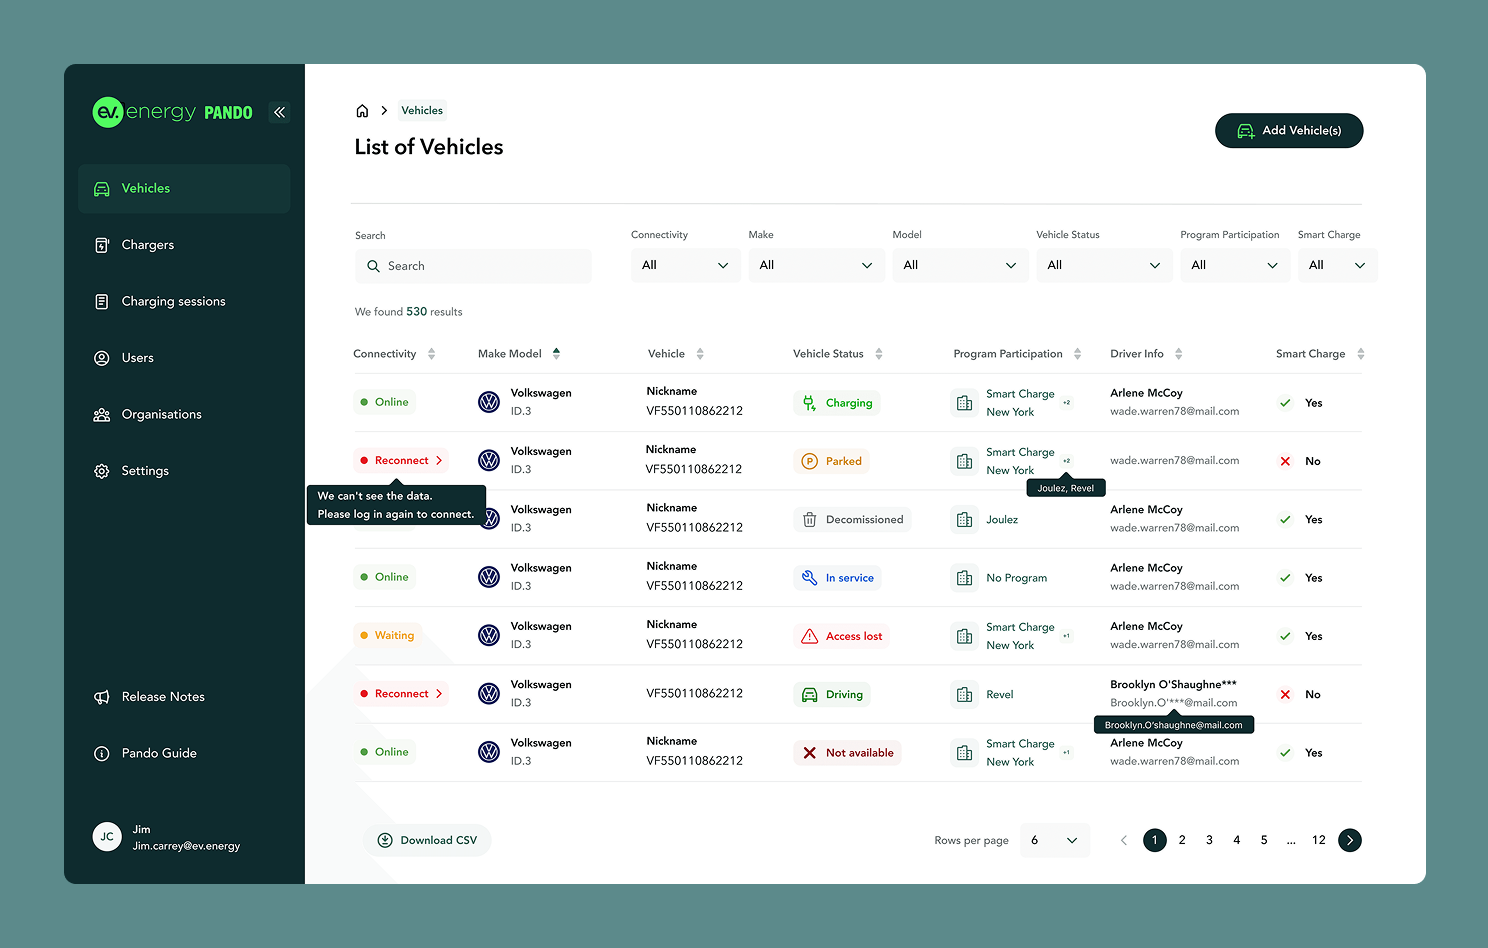 ev.energy PANDO
Vehicles
Chargers
Charging sessions
Users
Organisations
Settings
Release Notes
Pando Guide
JC
Jim
Jim.carrey@ev.energy
Vehicles
List of Vehicles
Add Vehicle(s)
Search
Connectivity
Make
Model
Vehicle Status
Program Participation
Smart Charge
Search
All
All
All
All
All
All
We found 530 results
Connectivity
Make Model
Vehicle
Vehicle Status
Program Participation
Driver Info
Smart Charge
Online
Volkswagen
ID.3
Nickname
VF550110862212
Charging
Smart Charge
New York
+2
Arlene McCoy
wade.warren78@mail.com
Yes
Reconnect
Volkswagen
ID.3
Nickname
VF550110862212
P
Parked
Smart Charge
New York
+2
Joulez, Revel
wade.warren78@mail.com
No
We can't see the data.
Please log in again to connect.
Volkswagen
ID.3
Nickname
VF550110862212
Decomissioned
Joulez
Arlene McCoy
wade.warren78@mail.com
Yes
Online
Volkswagen
ID.3
Nickname
VF550110862212
In service
No Program
Arlene McCoy
wade.warren78@mail.com
Yes
Waiting
Volkswagen
ID.3
Nickname
VF550110862212
Access lost
Smart Charge
New York
+1
Arlene McCoy
wade.warren78@mail.com
Yes
Reconnect
Volkswagen
ID.3
VF550110862212
Driving
Revel
Brooklyn O'Shaughne***
Brooklyn.O'***@mail.com
Brooklyn.O'shaughne@mail.com
No
Online
Volkswagen
ID.3
Nickname
VF550110862212
Not available
Smart Charge
New York
+1
Arlene McCoy
wade.warren78@mail.com
Yes
Download CSV
Rows per page
6
1 2 3 4 5 ... 12